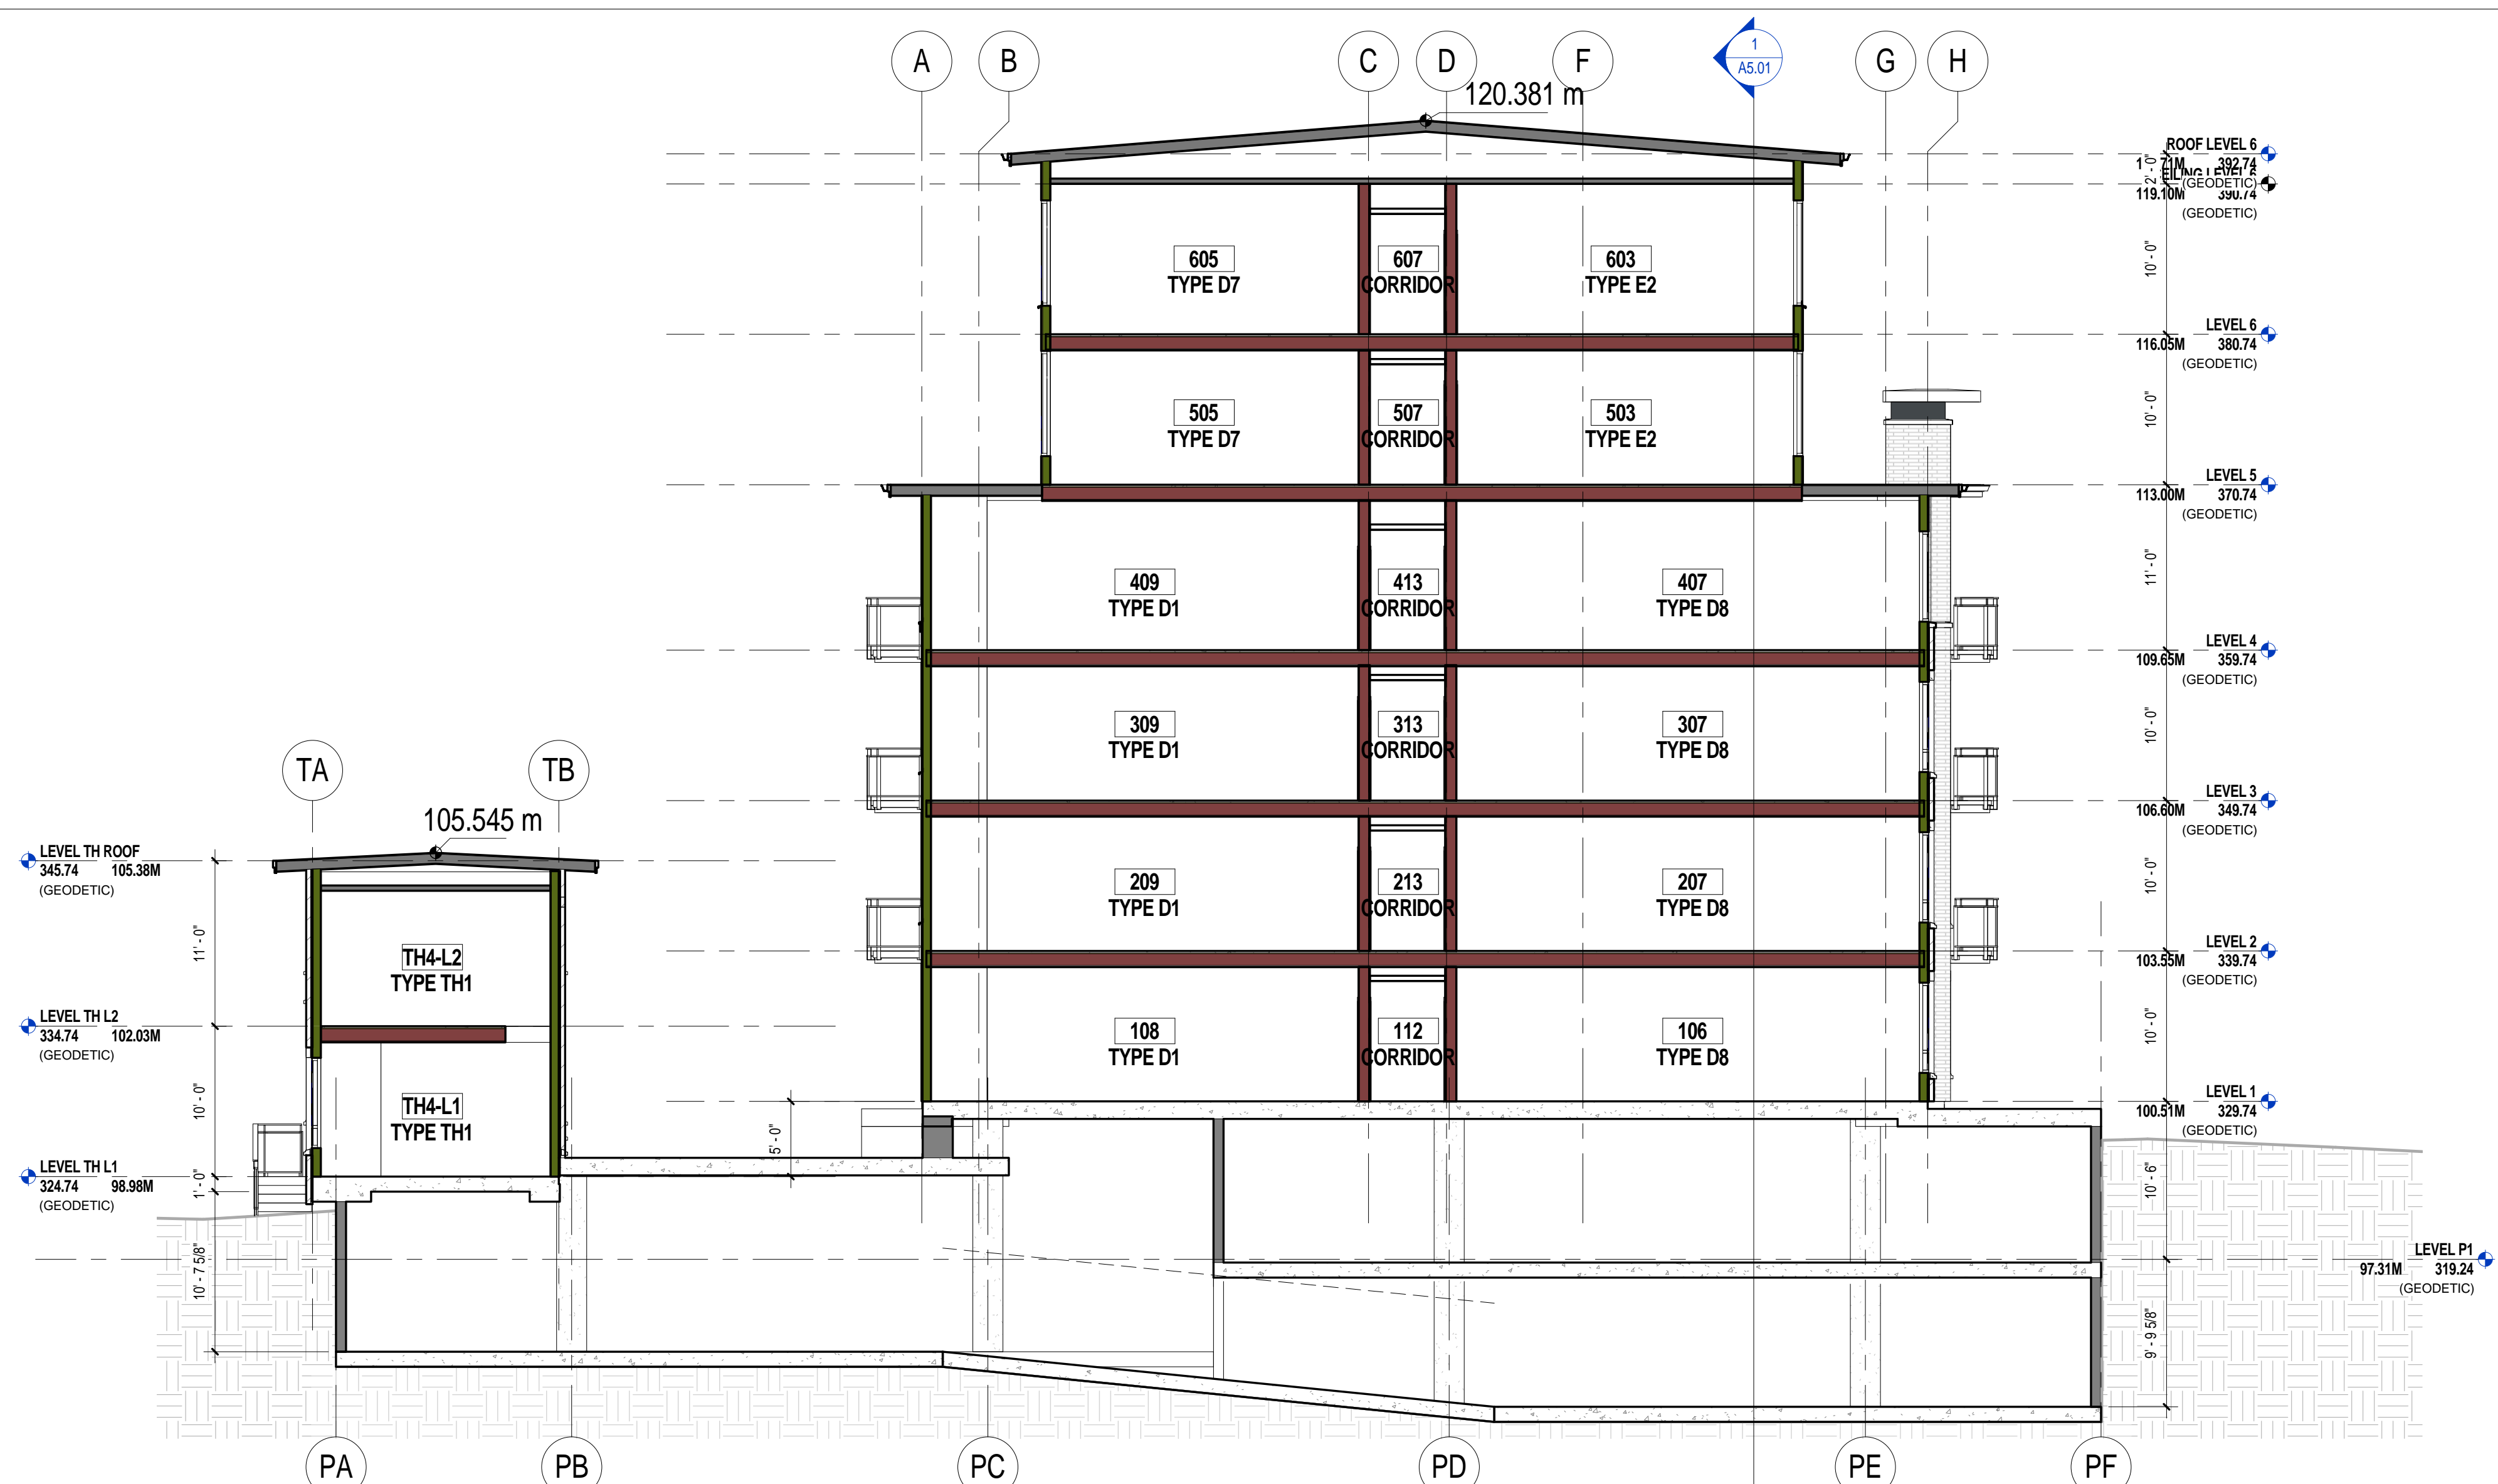 A
B
C
D
F
1
A5.01
G
H
120.381 m
ROOF LEVEL 6
392.74
2' - 0"
(GEODETIC)
119.10M 390.74
(GEODETIC)
605
TYPE D7
607
CORRIDOR
603
TYPE E2
10' - 0"
LEVEL 6
116.05M 380.74
(GEODETIC)
505
TYPE D7
507
CORRIDOR
503
TYPE E2
10' - 0"
LEVEL 5
113.00M 370.74
(GEODETIC)
409
TYPE D1
413
CORRIDOR
407
TYPE D8
11' - 0"
LEVEL 4
109.65M 359.74
(GEODETIC)
309
TYPE D1
313
CORRIDOR
307
TYPE D8
10' - 0"
LEVEL 3
106.60M 349.74
(GEODETIC)
TA
TB
105.545 m
LEVEL TH ROOF
345.74 105.38M
(GEODETIC)
209
TYPE D1
213
CORRIDOR
207
TYPE D8
10' - 0"
LEVEL 2
103.55M 339.74
(GEODETIC)
11' - 0"
TH4-L2
TYPE TH1
LEVEL TH L2
334.74 102.03M
(GEODETIC)
108
TYPE D1
112
CORRIDOR
106
TYPE D8
10' - 0"
LEVEL 1
100.51M 329.74
(GEODETIC)
10' - 0"
TH4-L1
TYPE TH1
5' - 0"
LEVEL TH L1
324.74 98.98M
(GEODETIC)
1' - 0"
10' - 6"
10' - 7 5/8"
LEVEL P1
97.31M 319.24
(GEODETIC)
9' - 9 5/8"
PA
PB
PC
PD
PE
PF